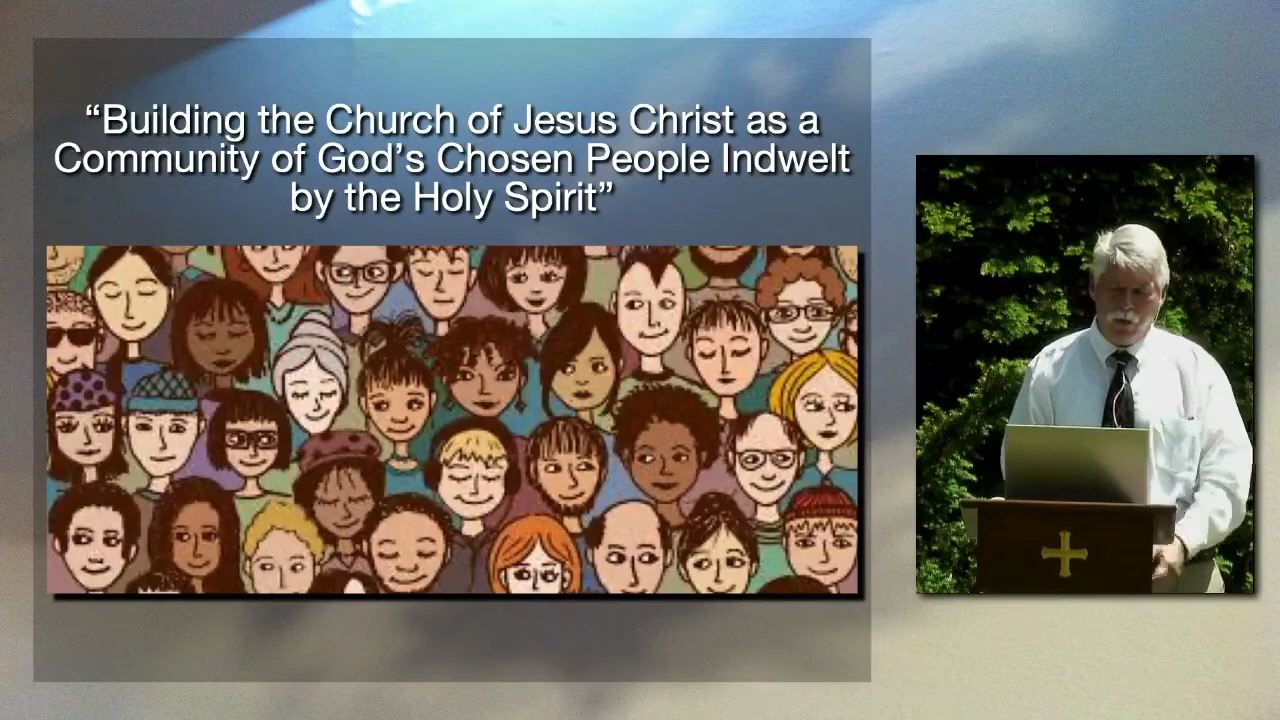 “Building the Church of Jesus Christ as a
Community of God’s Chosen People Indwelt
by the Holy Spirit”